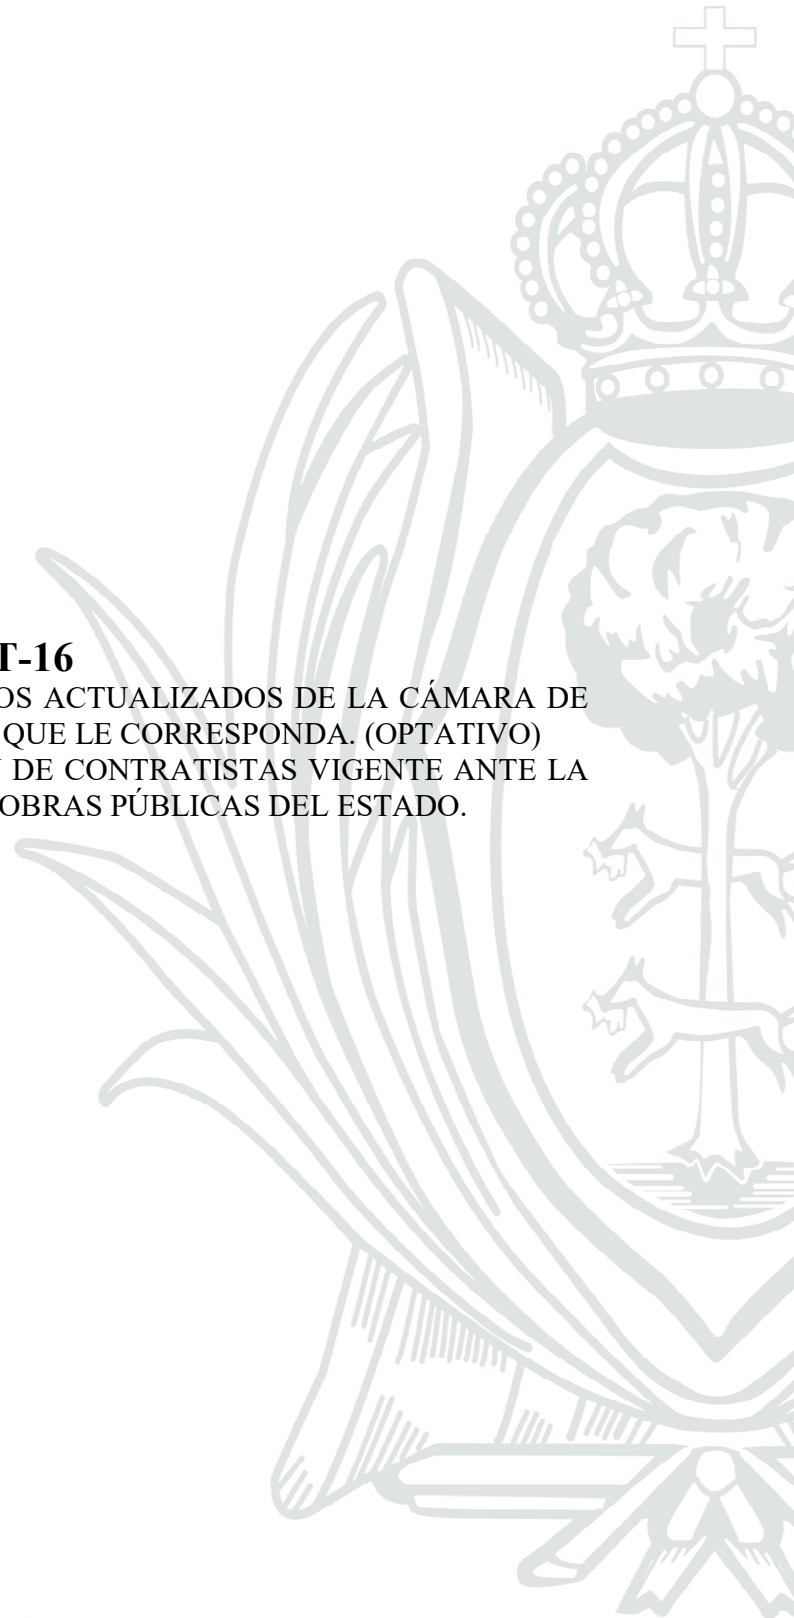 T-16
OS ACTUALIZADOS DE LA CÁMARA DE
QUE LE CORRESPONDA. (OPTATIVO)
DE CONTRATISTAS VIGENTE ANTE LA
OBRAS PÚBLICAS DEL ESTADO.